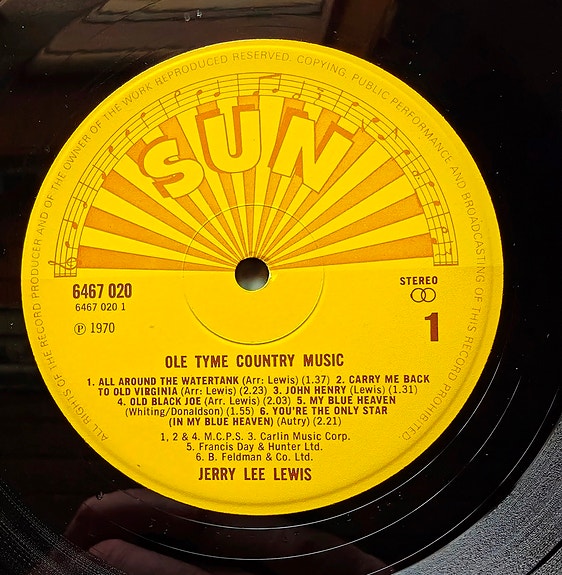 ALL RIGHTS OF THE RECORD PRODUCER AND OF THE OWNER OF THE WORK REPRODUCED RESERVED. COPYING PUBLIC PERFORMANCE AND BROADCASTING OF THIS RECORD PROHIBITED.
SUN
6467 020
6467 020 1
Ⓟ 1970
STEREO
1
OLE TYME COUNTRY MUSIC
1. ALL AROUND THE WATERTANK (Arr: Lewis) (1.37) 2. CARRY ME BACK
TO OLD VIRGINIA (Arr: Lewis) (2.23) 3. JOHN HENRY (Lewis) (1.31)
4. OLD BLACK JOE (Arr. Lewis) (2.03) 5. MY BLUE HEAVEN
(Whiting/Donaldson) (1.55) 6. YOU'RE THE ONLY STAR
(IN MY BLUE HEAVEN) (Autry) (2.21)
1, 2 & 4. M.C.P.S. 3. Carlin Music Corp.
5. Francis Day & Hunter Ltd.
6. B. Feldman & Co. Ltd.
JERRY LEE LEWIS